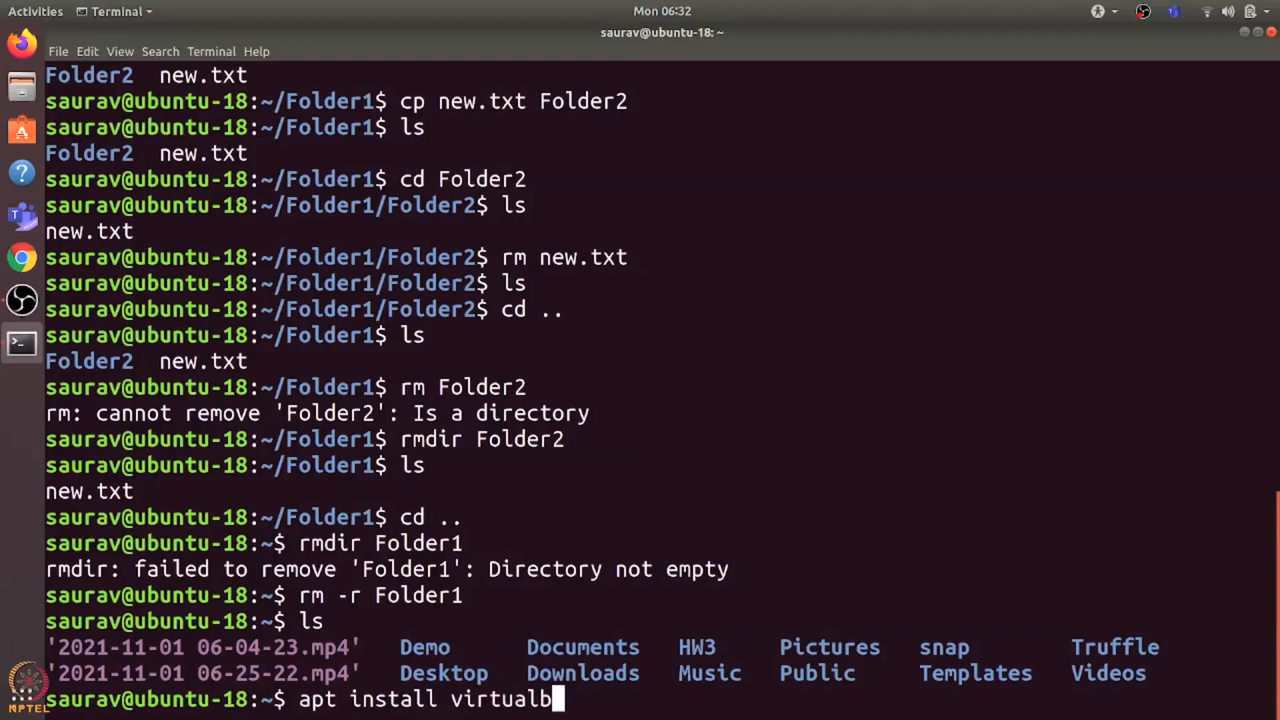 Activities Terminal Mon 06:32
saurav@ubuntu-18: ~
File Edit View Search Terminal Help
Folder2 new.txt
saurav@ubuntu-18:~/Folder1$ cp new.txt Folder2
saurav@ubuntu-18:~/Folder1$ ls
Folder2 new.txt
saurav@ubuntu-18:~/Folder1$ cd Folder2
saurav@ubuntu-18:~/Folder1/Folder2$ ls
new.txt
saurav@ubuntu-18:~/Folder1/Folder2$ rm new.txt
saurav@ubuntu-18:~/Folder1/Folder2$ ls
saurav@ubuntu-18:~/Folder1/Folder2$ cd ..
saurav@ubuntu-18:~/Folder1$ ls
Folder2 new.txt
saurav@ubuntu-18:~/Folder1$ rm Folder2
rm: cannot remove 'Folder2': Is a directory
saurav@ubuntu-18:~/Folder1$ rmdir Folder2
saurav@ubuntu-18:~/Folder1$ ls
new.txt
saurav@ubuntu-18:~/Folder1$ cd ..
saurav@ubuntu-18:~$ rmdir Folder1
rmdir: failed to remove 'Folder1': Directory not empty
saurav@ubuntu-18:~$ rm -r Folder1
saurav@ubuntu-18:~$ ls
'2021-11-01 06-04-23.mp4' Demo Documents HW3 Pictures snap Truffle
'2021-11-01 06-25-22.mp4' Desktop Downloads Music Public Templates Videos
saurav@ubuntu-18:~$ apt install virtualb
NPTEL